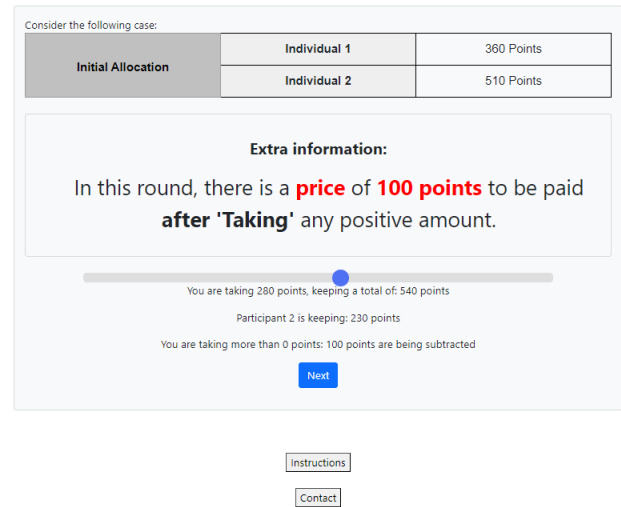 Consider the following case:
Initial Allocation
Individual 1
360 Points
Individual 2
510 Points
Extra information:
In this round, there is a price of 100 points to be paid
after 'Taking' any positive amount.
You are taking 280 points, keeping a total of: 540 points
Participant 2 is keeping: 230 points
You are taking more than 0 points: 100 points are being subtracted
Next
Instructions
Contact